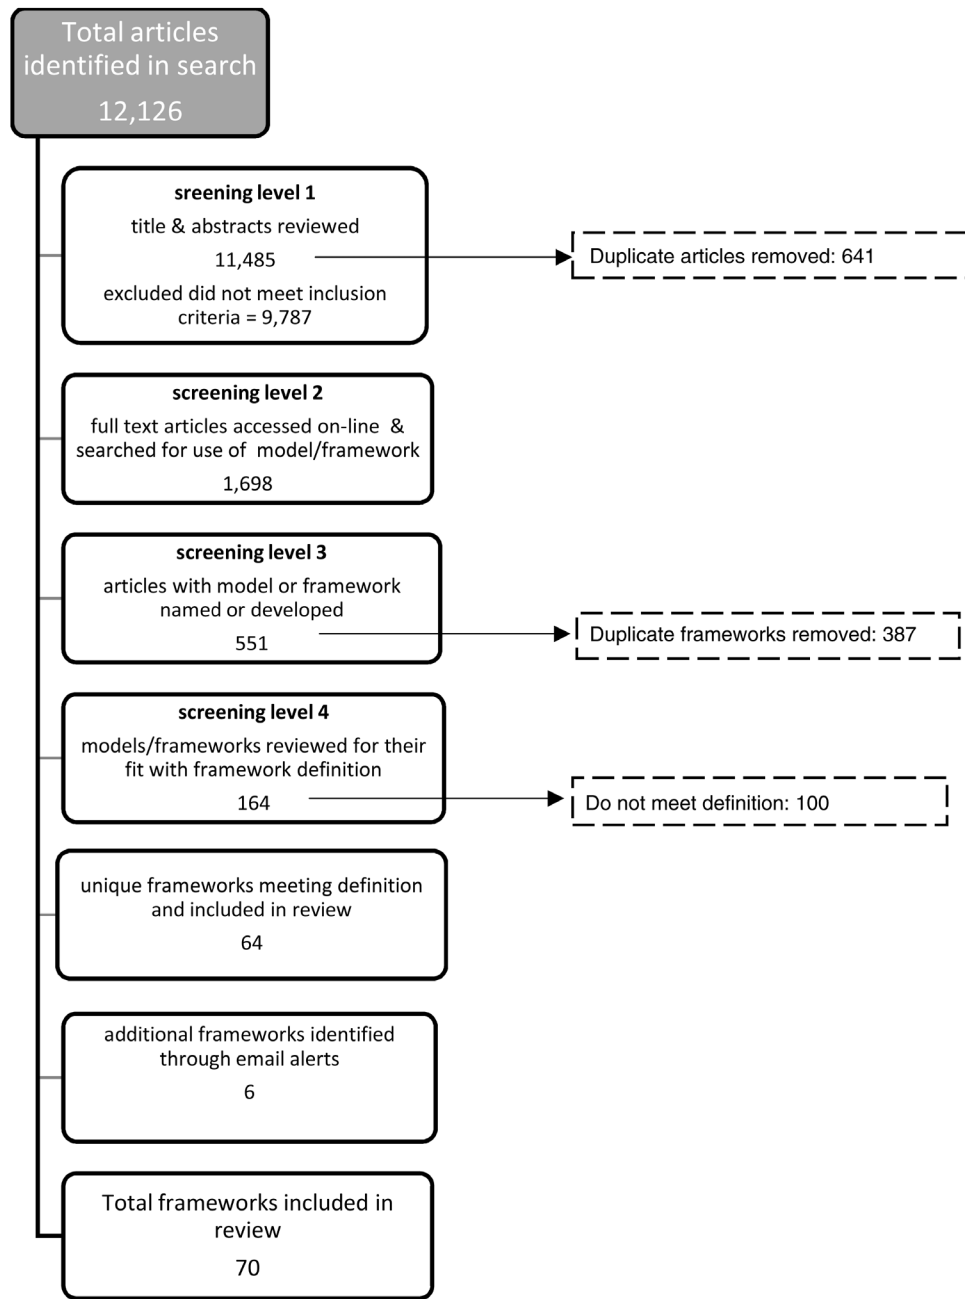 Total articles
identified in search
12,126
sreening level 1
title & abstracts reviewed
11,485
excluded did not meet inclusion
criteria = 9,787
Duplicate articles removed: 641
screening level 2
full text articles accessed on-line &
searched for use of model/framework
1,698
screening level 3
articles with model or framework
named or developed
551
Duplicate frameworks removed: 387
screening level 4
models/frameworks reviewed for their
fit with framework definition
164
Do not meet definition: 100
unique frameworks meeting definition
and included in review
64
additional frameworks identified
through email alerts
6
Total frameworks included in
review
70